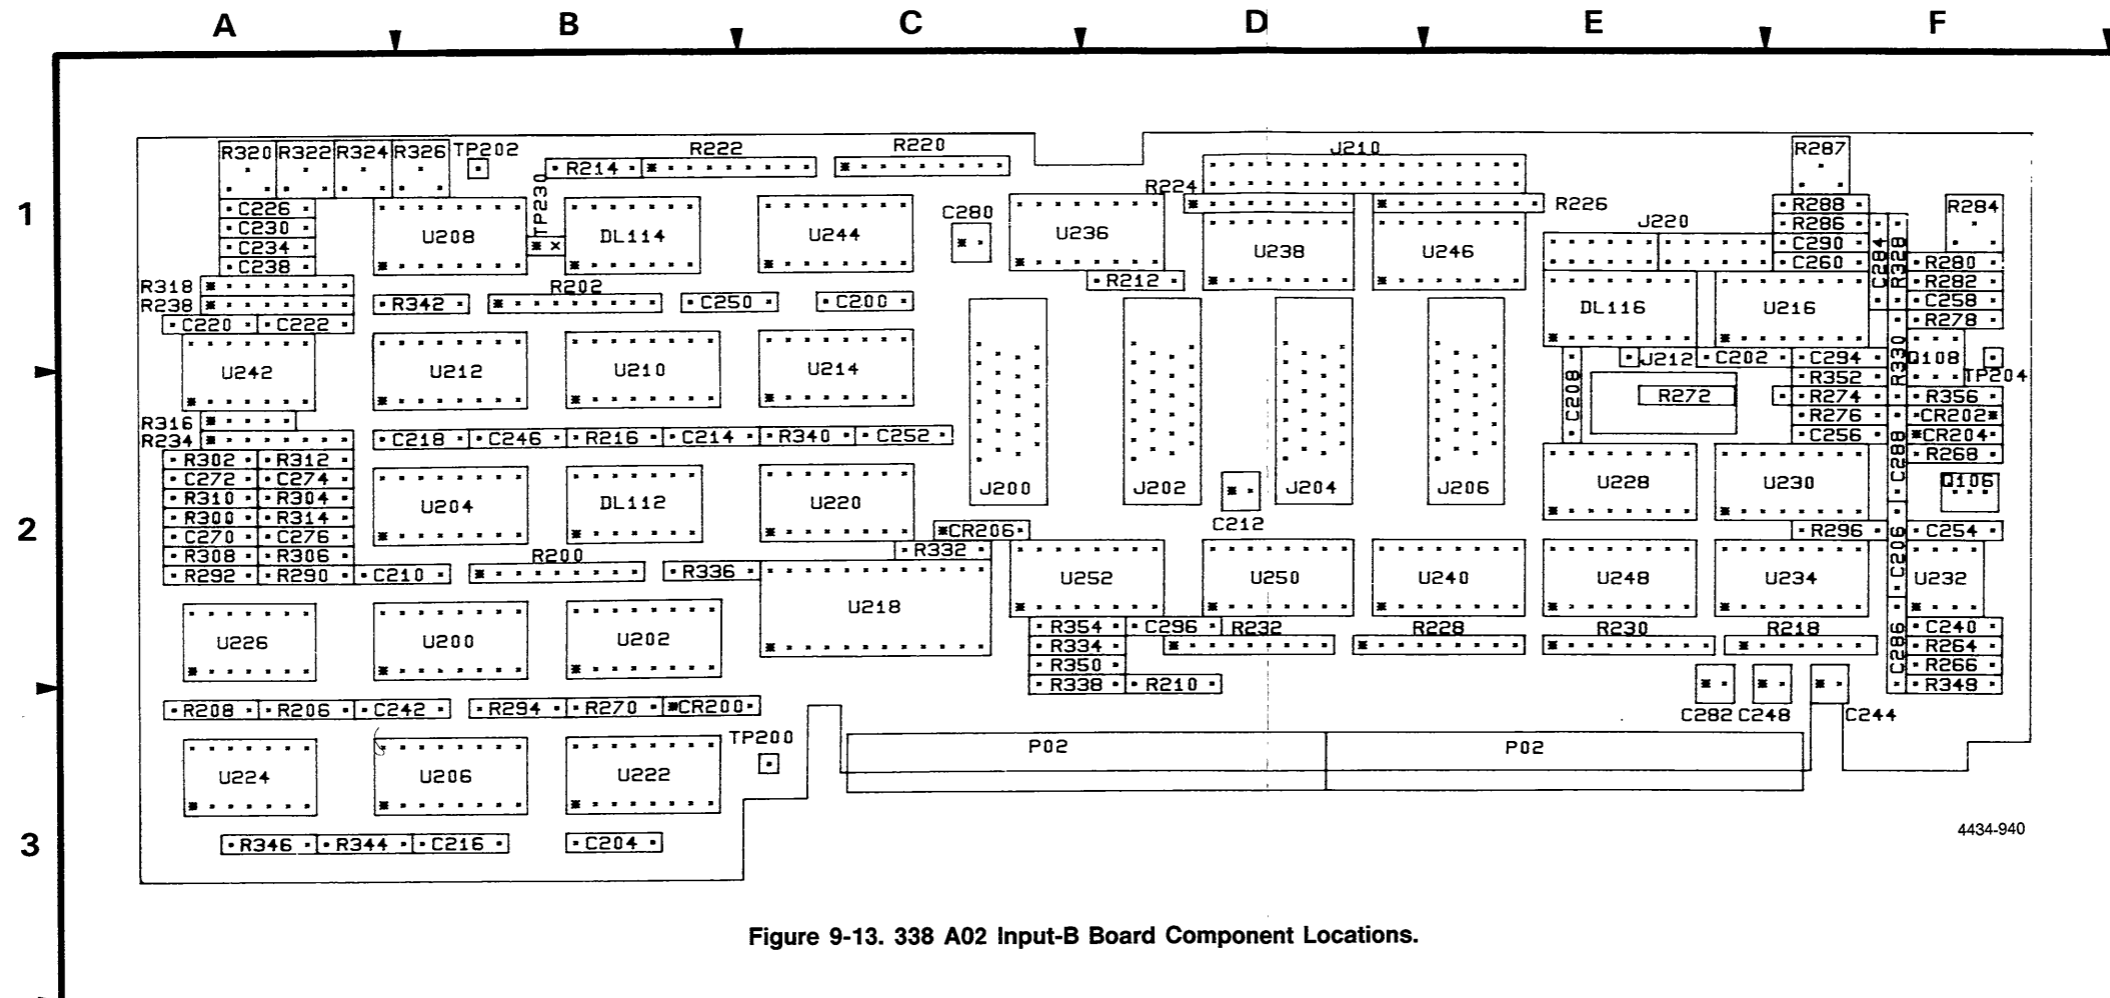 A B C D E F
1
R320 R322 R324 R326 TP202 R214 R222 R220 J210 R287
R224 R226
C226 TP230 C280 R288 R284
C230 U208 DL114 U244 U236 U238 U246 J220 R286
C234 C290 C284 R328
C238 C260 R280
R318 R202 R212 R282
R238 R342 C250 C200 DL116 U216 C258
C220 C222 R278
U242 U212 U210 U214 J212 C202 C294 R330 Q108
C208 R352 TP204
R272 R274 R356
R316 R276 CR202
R234 C218 C246 R216 C214 R340 C252 C256 CR204
2
R302 R312 C288 R268
C272 C274 J200 J202 J204 J206 U228 U230 Q106
R310 R304 U204 DL112 U220
R300 R314 C212
C270 C276 CR206 R296 C254
R308 R306 R200 R332 C206
R292 R290 C210 R336 U252 U250 U240 U248 U234 U232
U218
U226 U200 U202 R354 C296 R232 R228 R230 R218 C240
R334 C286 R264
R350 R266
R338 R210 R348
R208 R206 C242 R294 R270 CR200 C282 C248 C244
TP200 P02 P02
U224 U206 U222
3
R346 R344 C216 C204
4434-940
Figure 9-13. 338 A02 Input-B Board Component Locations.